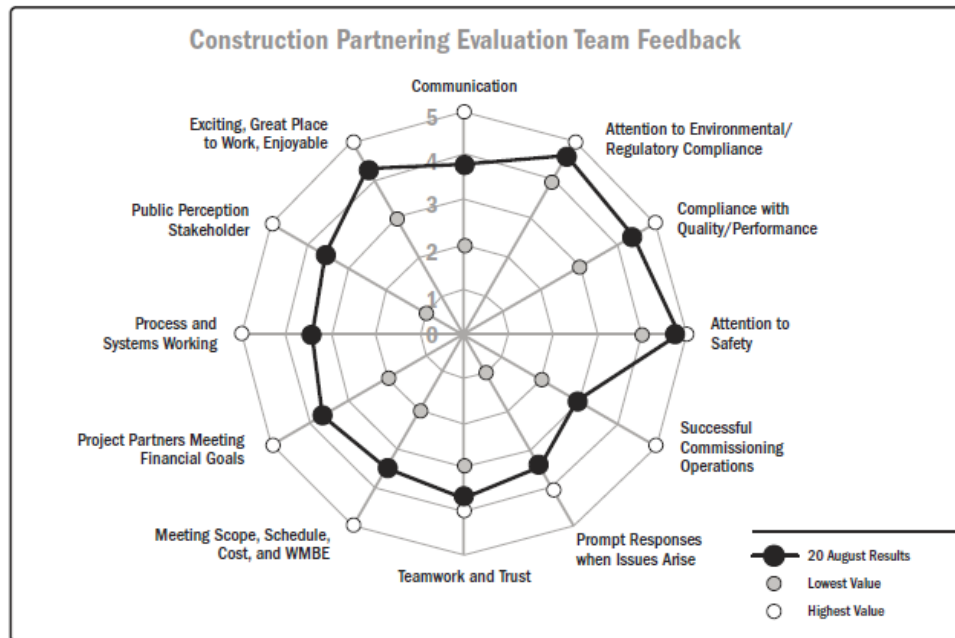 Construction Partnering Evaluation Team Feedback
Communication
Exciting, Great Place
to Work, Enjoyable
Attention to Environmental/
Regulatory Compliance
Public Perception
Stakeholder
Compliance with
Quality/Performance
Process and
Systems Working
Attention to
Safety
Project Partners Meeting
Financial Goals
Successful
Commissioning
Operations
Meeting Scope, Schedule,
Cost, and WMBE
Teamwork and Trust
Prompt Responses
when Issues Arise
5
4
3
2
1
0
20 August Results
Lowest Value
Highest Value